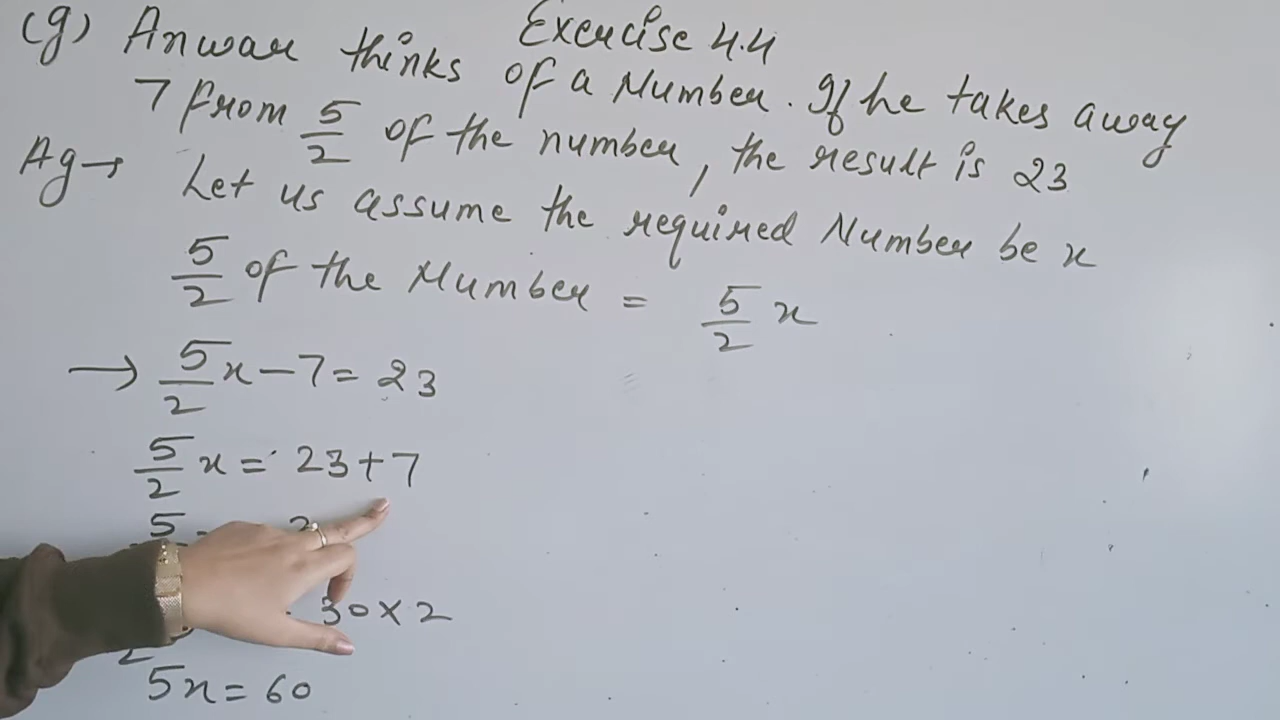 Exercise 4.4
(g) Anwar thinks of a Number. If he takes away
7 from 5/2 of the number, the result is 23
Ag→ Let us assume the required Number be x
5/2 of the Number = 5/2 x
→ 5/2 x - 7 = 23
5/2 x = 23 + 7
5
30 × 2
2
5x = 60